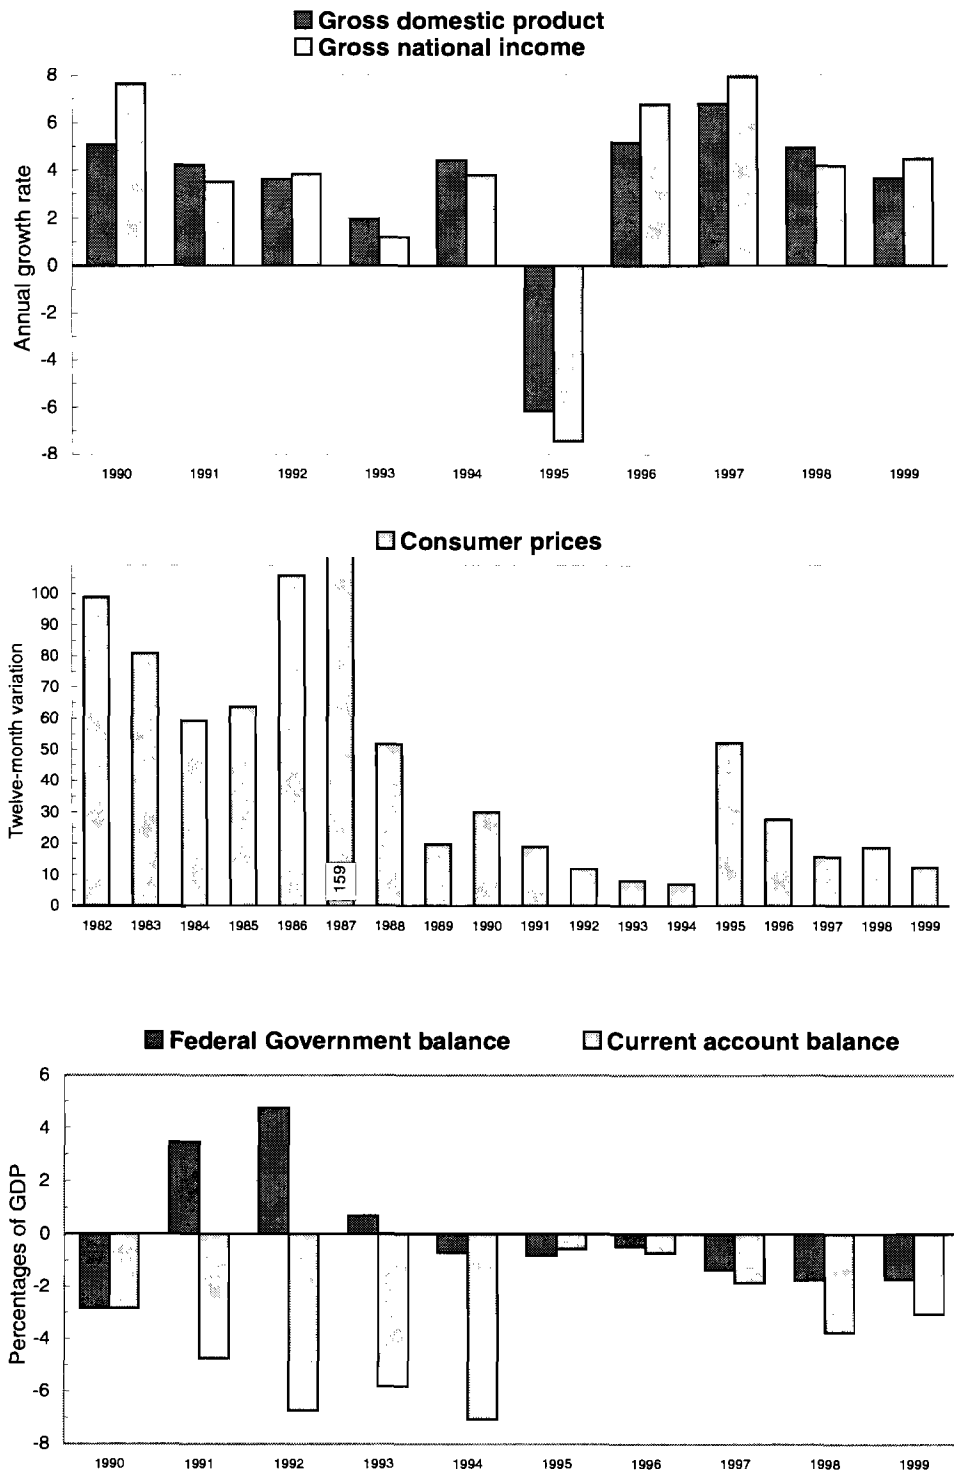 Gross domestic product
Gross national income
Annual growth rate
8
6
4
2
0
-2
-4
-6
-8
1990 1991 1992 1993 1994 1995 1996 1997 1998 1999
Consumer prices
Twelve-month variation
100
90
80
70
60
50
40
30
20
10
0
159
1982 1983 1984 1985 1986 1987 1988 1989 1990 1991 1992 1993 1994 1995 1996 1997 1998 1999
Federal Government balance Current account balance
Percentages of GDP
6
4
2
0
-2
-4
-6
-8
1990 1991 1992 1993 1994 1995 1996 1997 1998 1999